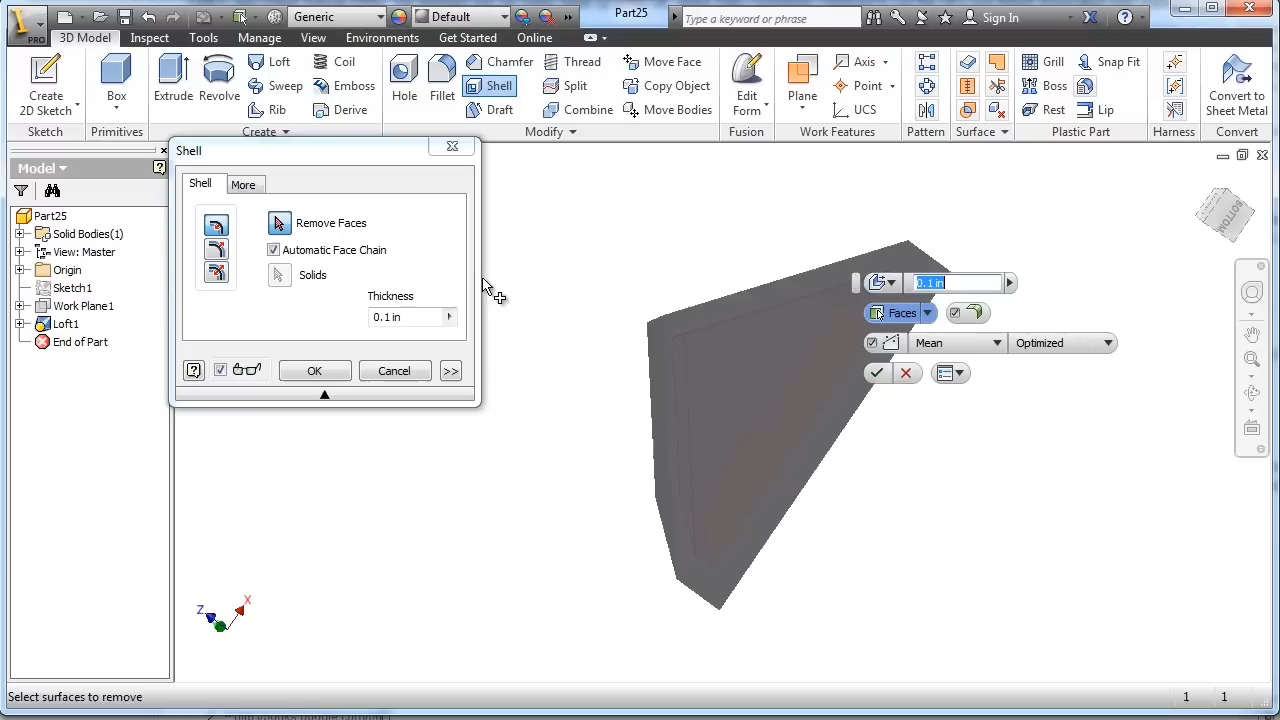 PRO
Generic
Default
Part25
Type a keyword or phrase
Sign In
3D Model
Inspect
Tools
Manage
View
Environments
Get Started
Online
Create
2D Sketch
Sketch
Box
Primitives
Extrude
Revolve
Loft
Sweep
Rib
Coil
Emboss
Derive
Create
Hole
Fillet
Chamfer
Shell
Draft
Thread
Split
Combine
Move Face
Copy Object
Move Bodies
Modify
Edit
Form
Fusion
Plane
Axis
Point
UCS
Work Features
Pattern
Surface
Grill
Boss
Rest
Snap Fit
Lip
Plastic Part
Harness
Convert to
Sheet Metal
Convert
Model
Part25
Solid Bodies(1)
View: Master
Origin
Sketch1
Work Plane1
Loft1
End of Part
Shell
Shell
More
Remove Faces
Automatic Face Chain
Solids
Thickness
0.1 in
OK
Cancel
>>
0.1 in
Faces
Mean
Optimized
BOTTOM
X
Z
Select surfaces to remove
1
1